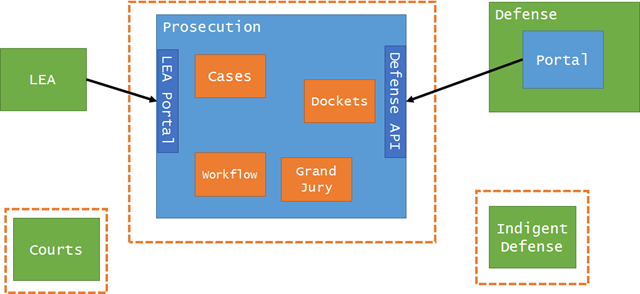 Prosecution
Defense
LEA
LEA Portal
Cases
Dockets
Defense API
Portal
Workflow
Grand
Jury
Courts
Indigent
Defense